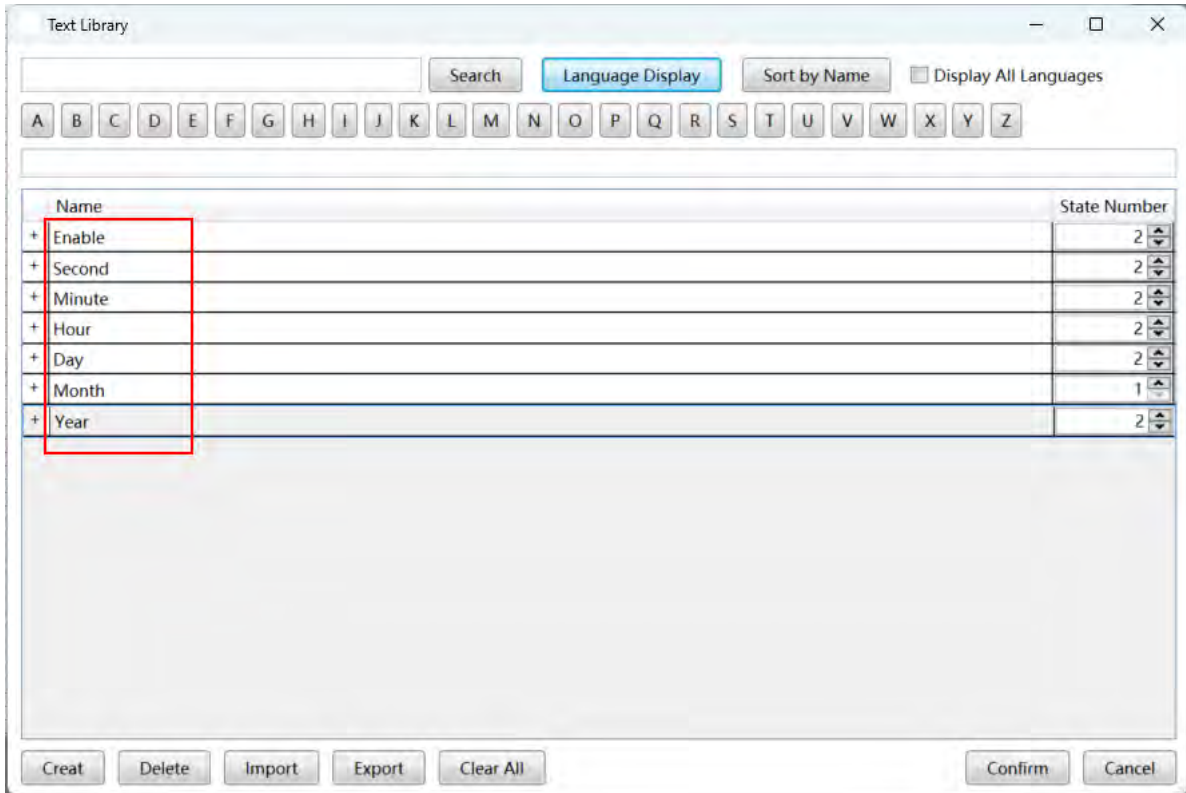 Text Library
Search Language Display Sort by Name Display All Languages
A B C D E F G H I J K L M N O P Q R S T U V W X Y Z
Name State Number
+ Enable 2
+ Second 2
+ Minute 2
+ Hour 2
+ Day 2
+ Month 1
+ Year 2
Creat Delete Import Export Clear All Confirm Cancel